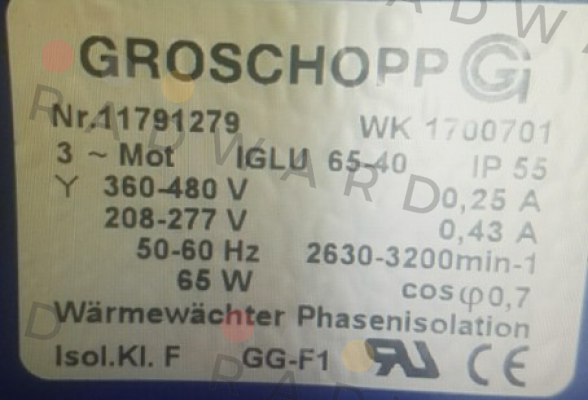 GROSCHOPP
Nr.11791279 WK 1700701
3 ~ Mot IGLU 65-40 IP 55
Y 360-480 V 0,25 A
208-277 V 0,43 A
50-60 Hz 2630-3200min-1
65 W cosφ0,7
Wärmewächter Phasenisolation
Isol.Kl. F GG-F1 CE
RADWARD